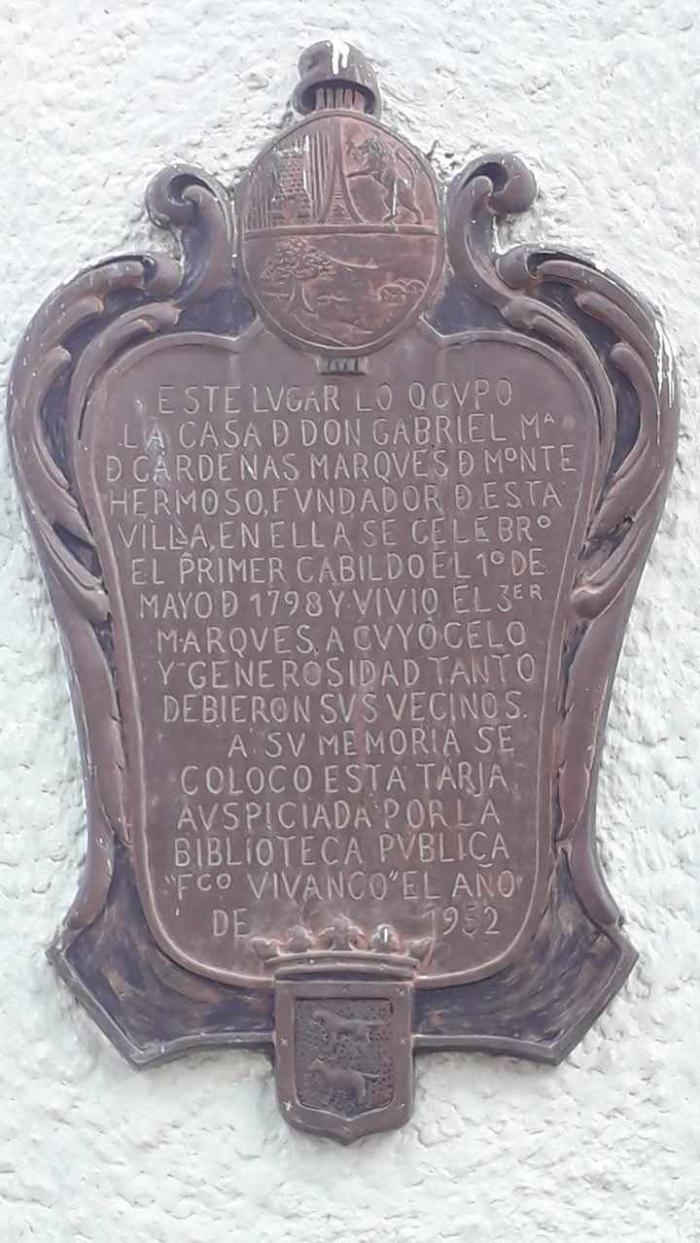 ESTE LVGAR LO OCVPO
LA CASA D DON GABRIEL Mª
D CARDENAS MARQVES D MONTE
HERMOSO, FVNDADOR D ESTA
VILLA, EN ELLA SE CELEBRº
EL PRIMER CABILDO EL 1º DE
MAYO D 1798 Y VIVIO EL 3ER
MARQVES, A CVYO CELO
Y GENEROSIDAD TANTO
DEBIERON SVS VECINOS.
A SV MEMORIA SE
COLOCO ESTA TARJA
AVSPICIADA POR LA
BIBLIOTECA PVBLICA
"Fco VIVANCO" EL AÑO
DE 1952